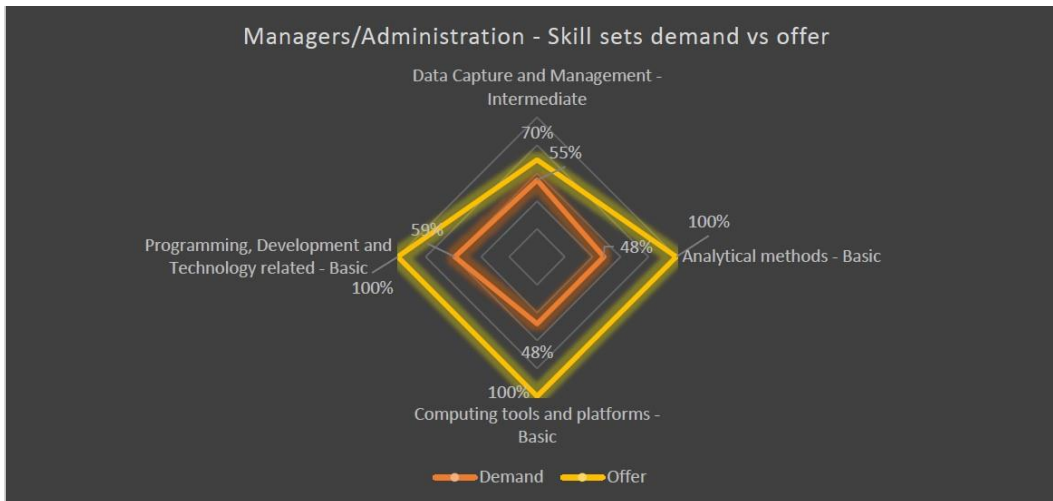 Managers/Administration - Skill sets demand vs offer
Data Capture and Management -
Intermediate
70%
55%
100%
48%
Analytical methods - Basic
59%
Programming, Development and
Technology related - Basic
100%
48%
100%
Computing tools and platforms -
Basic
Demand
Offer